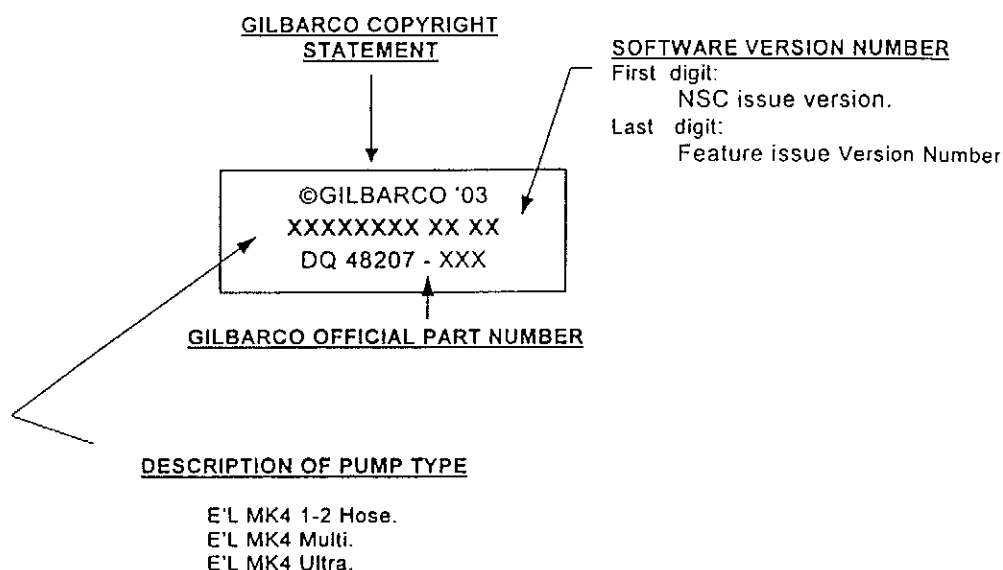 GILBARCO COPYRIGHT
STATEMENT
SOFTWARE VERSION NUMBER
First digit:
NSC issue version.
Last digit:
Feature issue Version Number
©GILBARCO '03
XXXXXXXX XX XX
DQ 48207 - XXX
GILBARCO OFFICIAL PART NUMBER
DESCRIPTION OF PUMP TYPE
E'L MK4 1-2 Hose.
E'L MK4 Multi.
E'L MK4 Ultra.